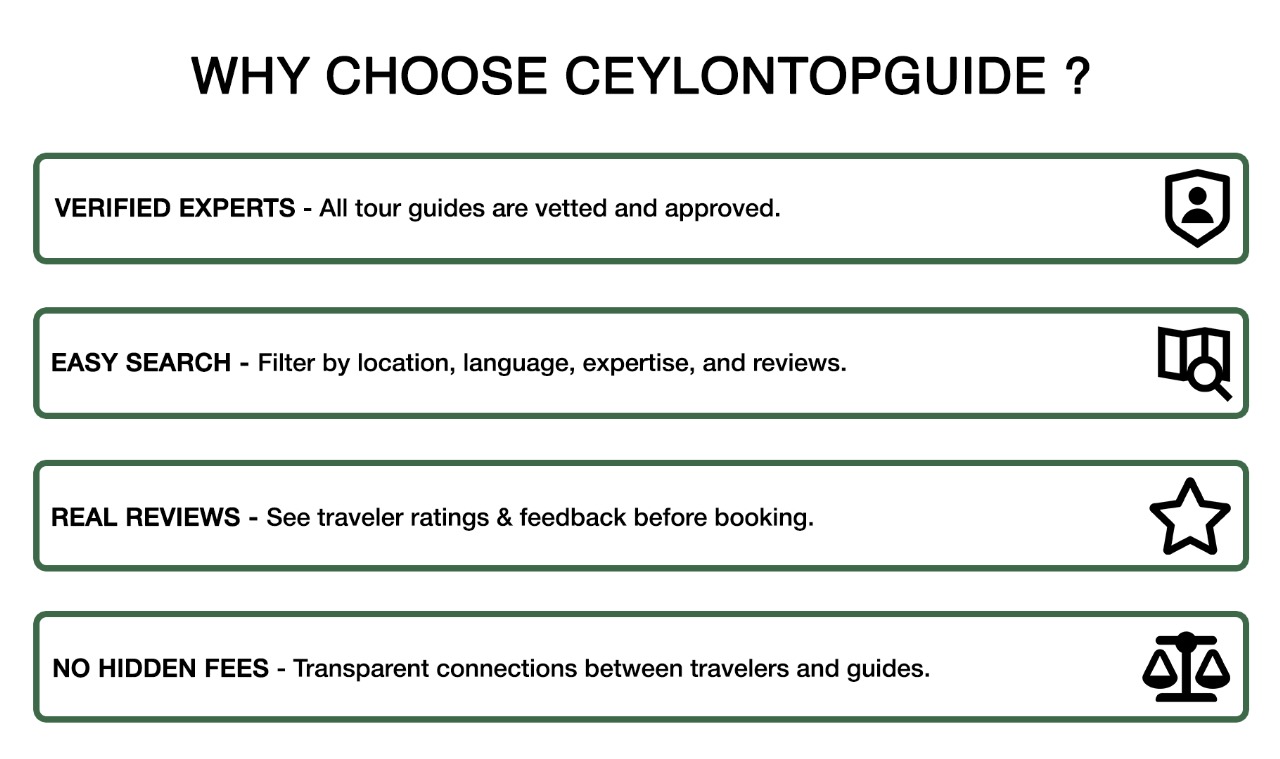 WHY CHOOSE CEYLONTOPGUIDE ?
VERIFIED EXPERTS - All tour guides are vetted and approved.
EASY SEARCH - Filter by location, language, expertise, and reviews.
REAL REVIEWS - See traveler ratings & feedback before booking.
NO HIDDEN FEES - Transparent connections between travelers and guides.